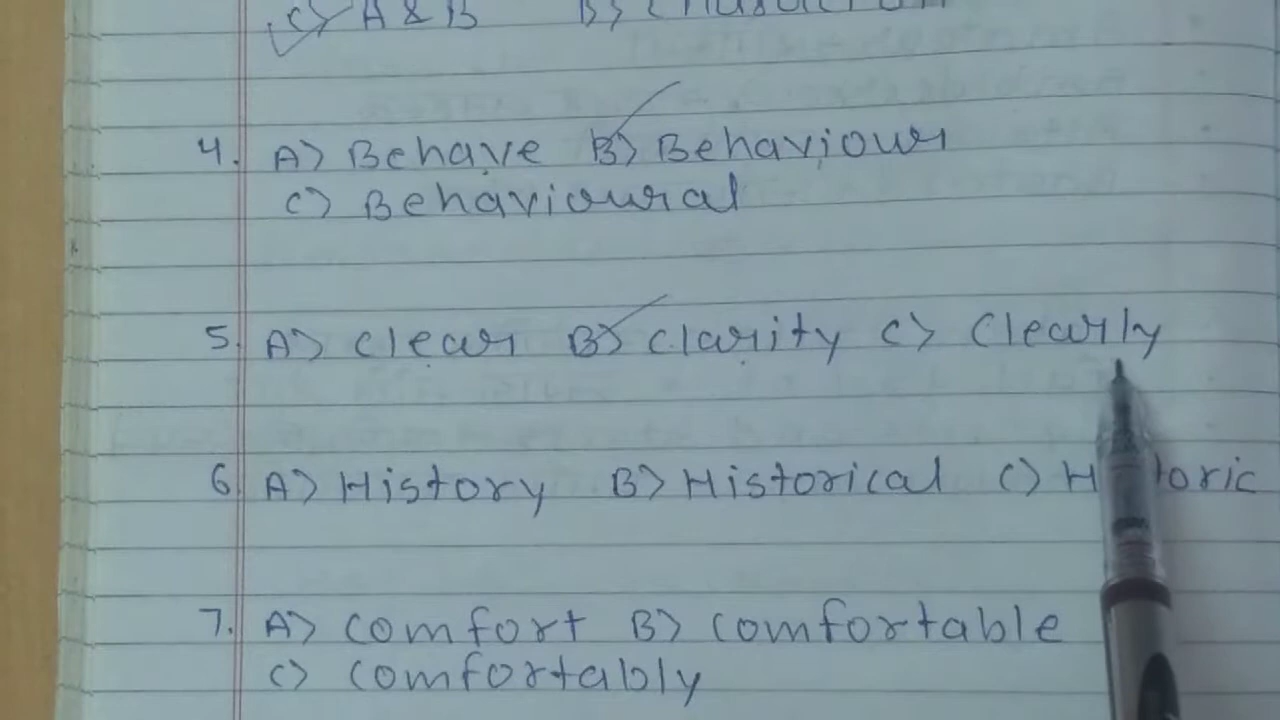 C) A & B B)
4. A) Behave B) Behaviour
C) Behavioural
5. A) Clear B) Clarity C) Clearly
6. A) History B) Historical C)
7. A) Comfort B) Comfortable
C) Comfortably